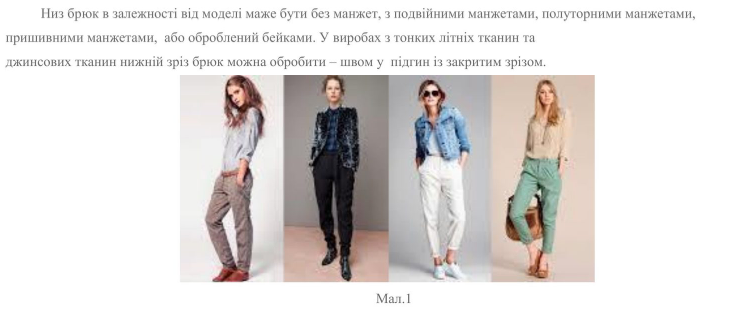 Низ брюк в залежності від моделі маже бути без манжет, з подвійними манжетами, полуторними манжетами,
пришивними манжетами, або оброблений бейками. У виробах з тонких літніх тканин та
джинсових тканин нижній зріз брюк можна обробити – швом у підгин із закритим зрізом.
Мал.1